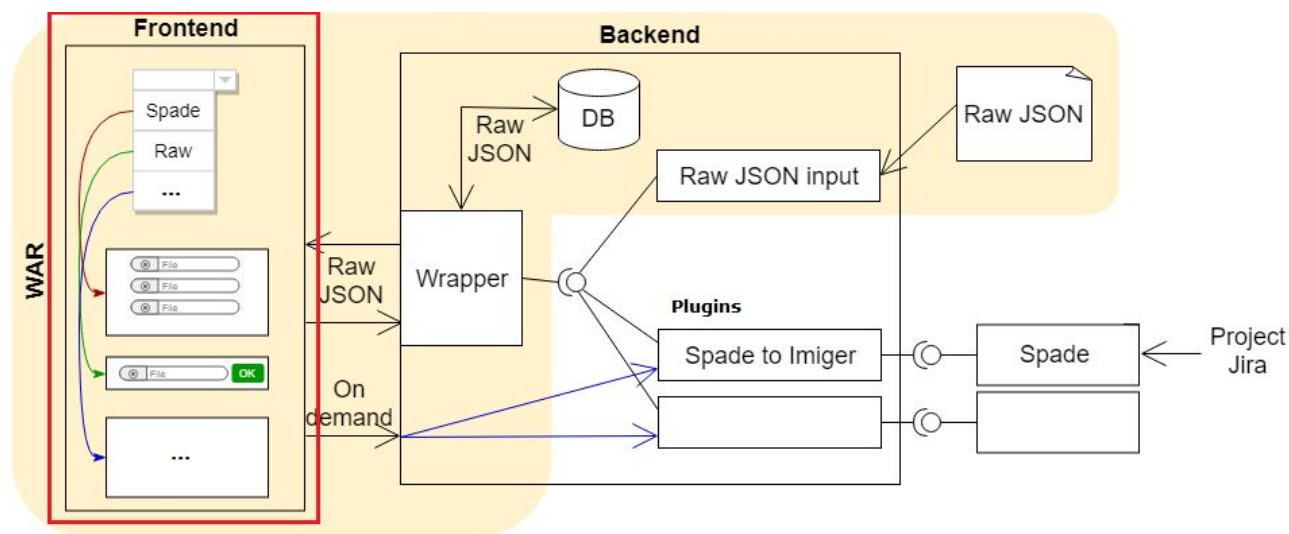 Frontend
Backend
WAR
Spade
Raw
...
File
File
File
File
OK
...
Raw
JSON
On
demand
Raw
JSON
DB
Wrapper
Raw JSON input
Raw JSON
Plugins
Spade to Imiger
Spade
Project
Jira